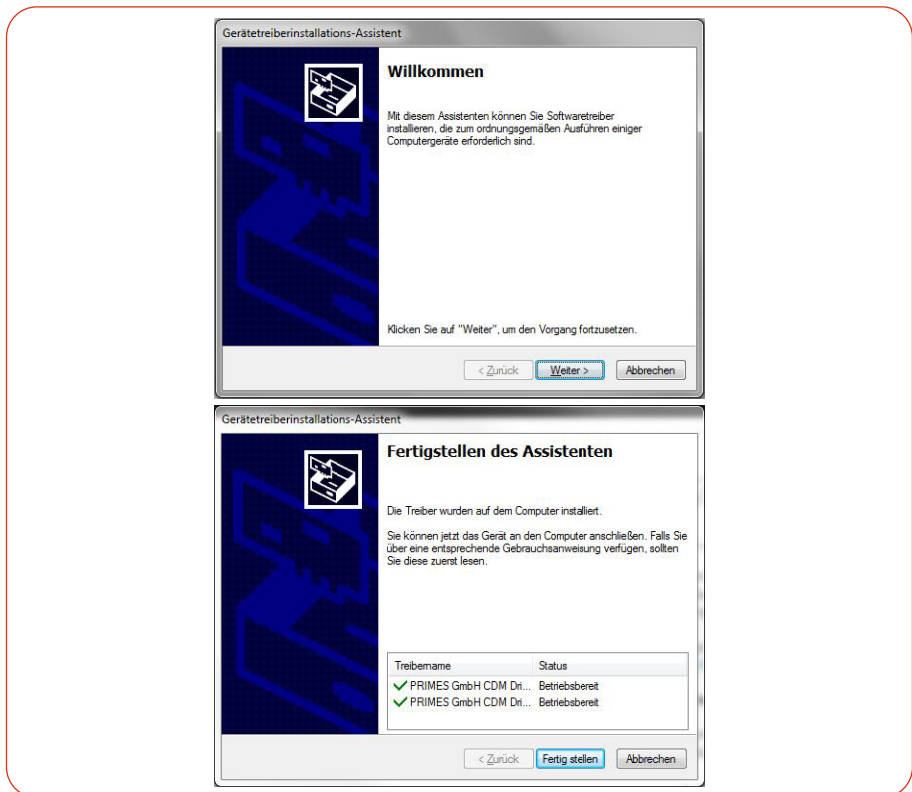 Gerätetreiberinstallations-Assistent
Willkommen
Mit diesem Assistenten können Sie Softwaretreiber
installieren, die zum ordnungsgemäßen Ausführen einiger
Computergeräte erforderlich sind.
Klicken Sie auf "Weiter", um den Vorgang fortzusetzen.
< Zurück Weiter > Abbrechen
Gerätetreiberinstallations-Assistent
Fertigstellen des Assistenten
Die Treiber wurden auf dem Computer installiert.
Sie können jetzt das Gerät an den Computer anschließen. Falls Sie
über eine entsprechende Gebrauchsanweisung verfügen, sollten
Sie diese zuerst lesen.
Treibername Status
PRIMES GmbH CDM Dri... Betriebsbereit
PRIMES GmbH CDM Dri... Betriebsbereit
< Zurück Fertig stellen Abbrechen